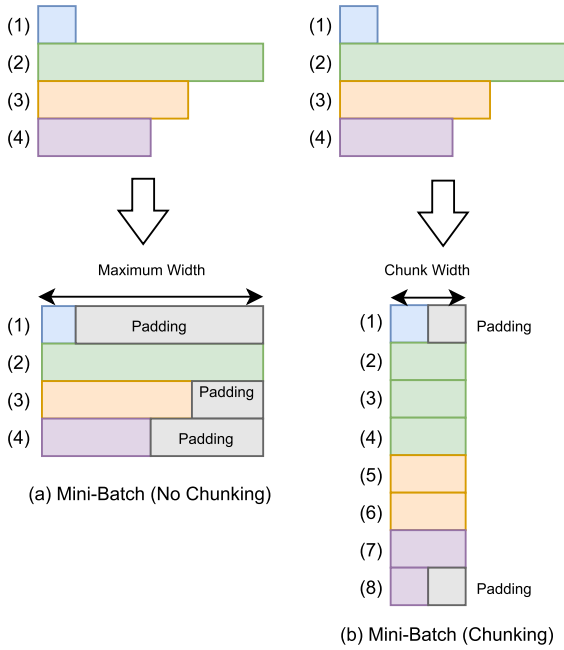 (1)
(2)
(3)
(4)
Maximum Width
(1) Padding
(2)
(3) Padding
(4) Padding
(a) Mini-Batch (No Chunking)
(1)
(2)
(3)
(4)
Chunk Width
(1) Padding
(2)
(3)
(4)
(5)
(6)
(7)
(8) Padding
(b) Mini-Batch (Chunking)